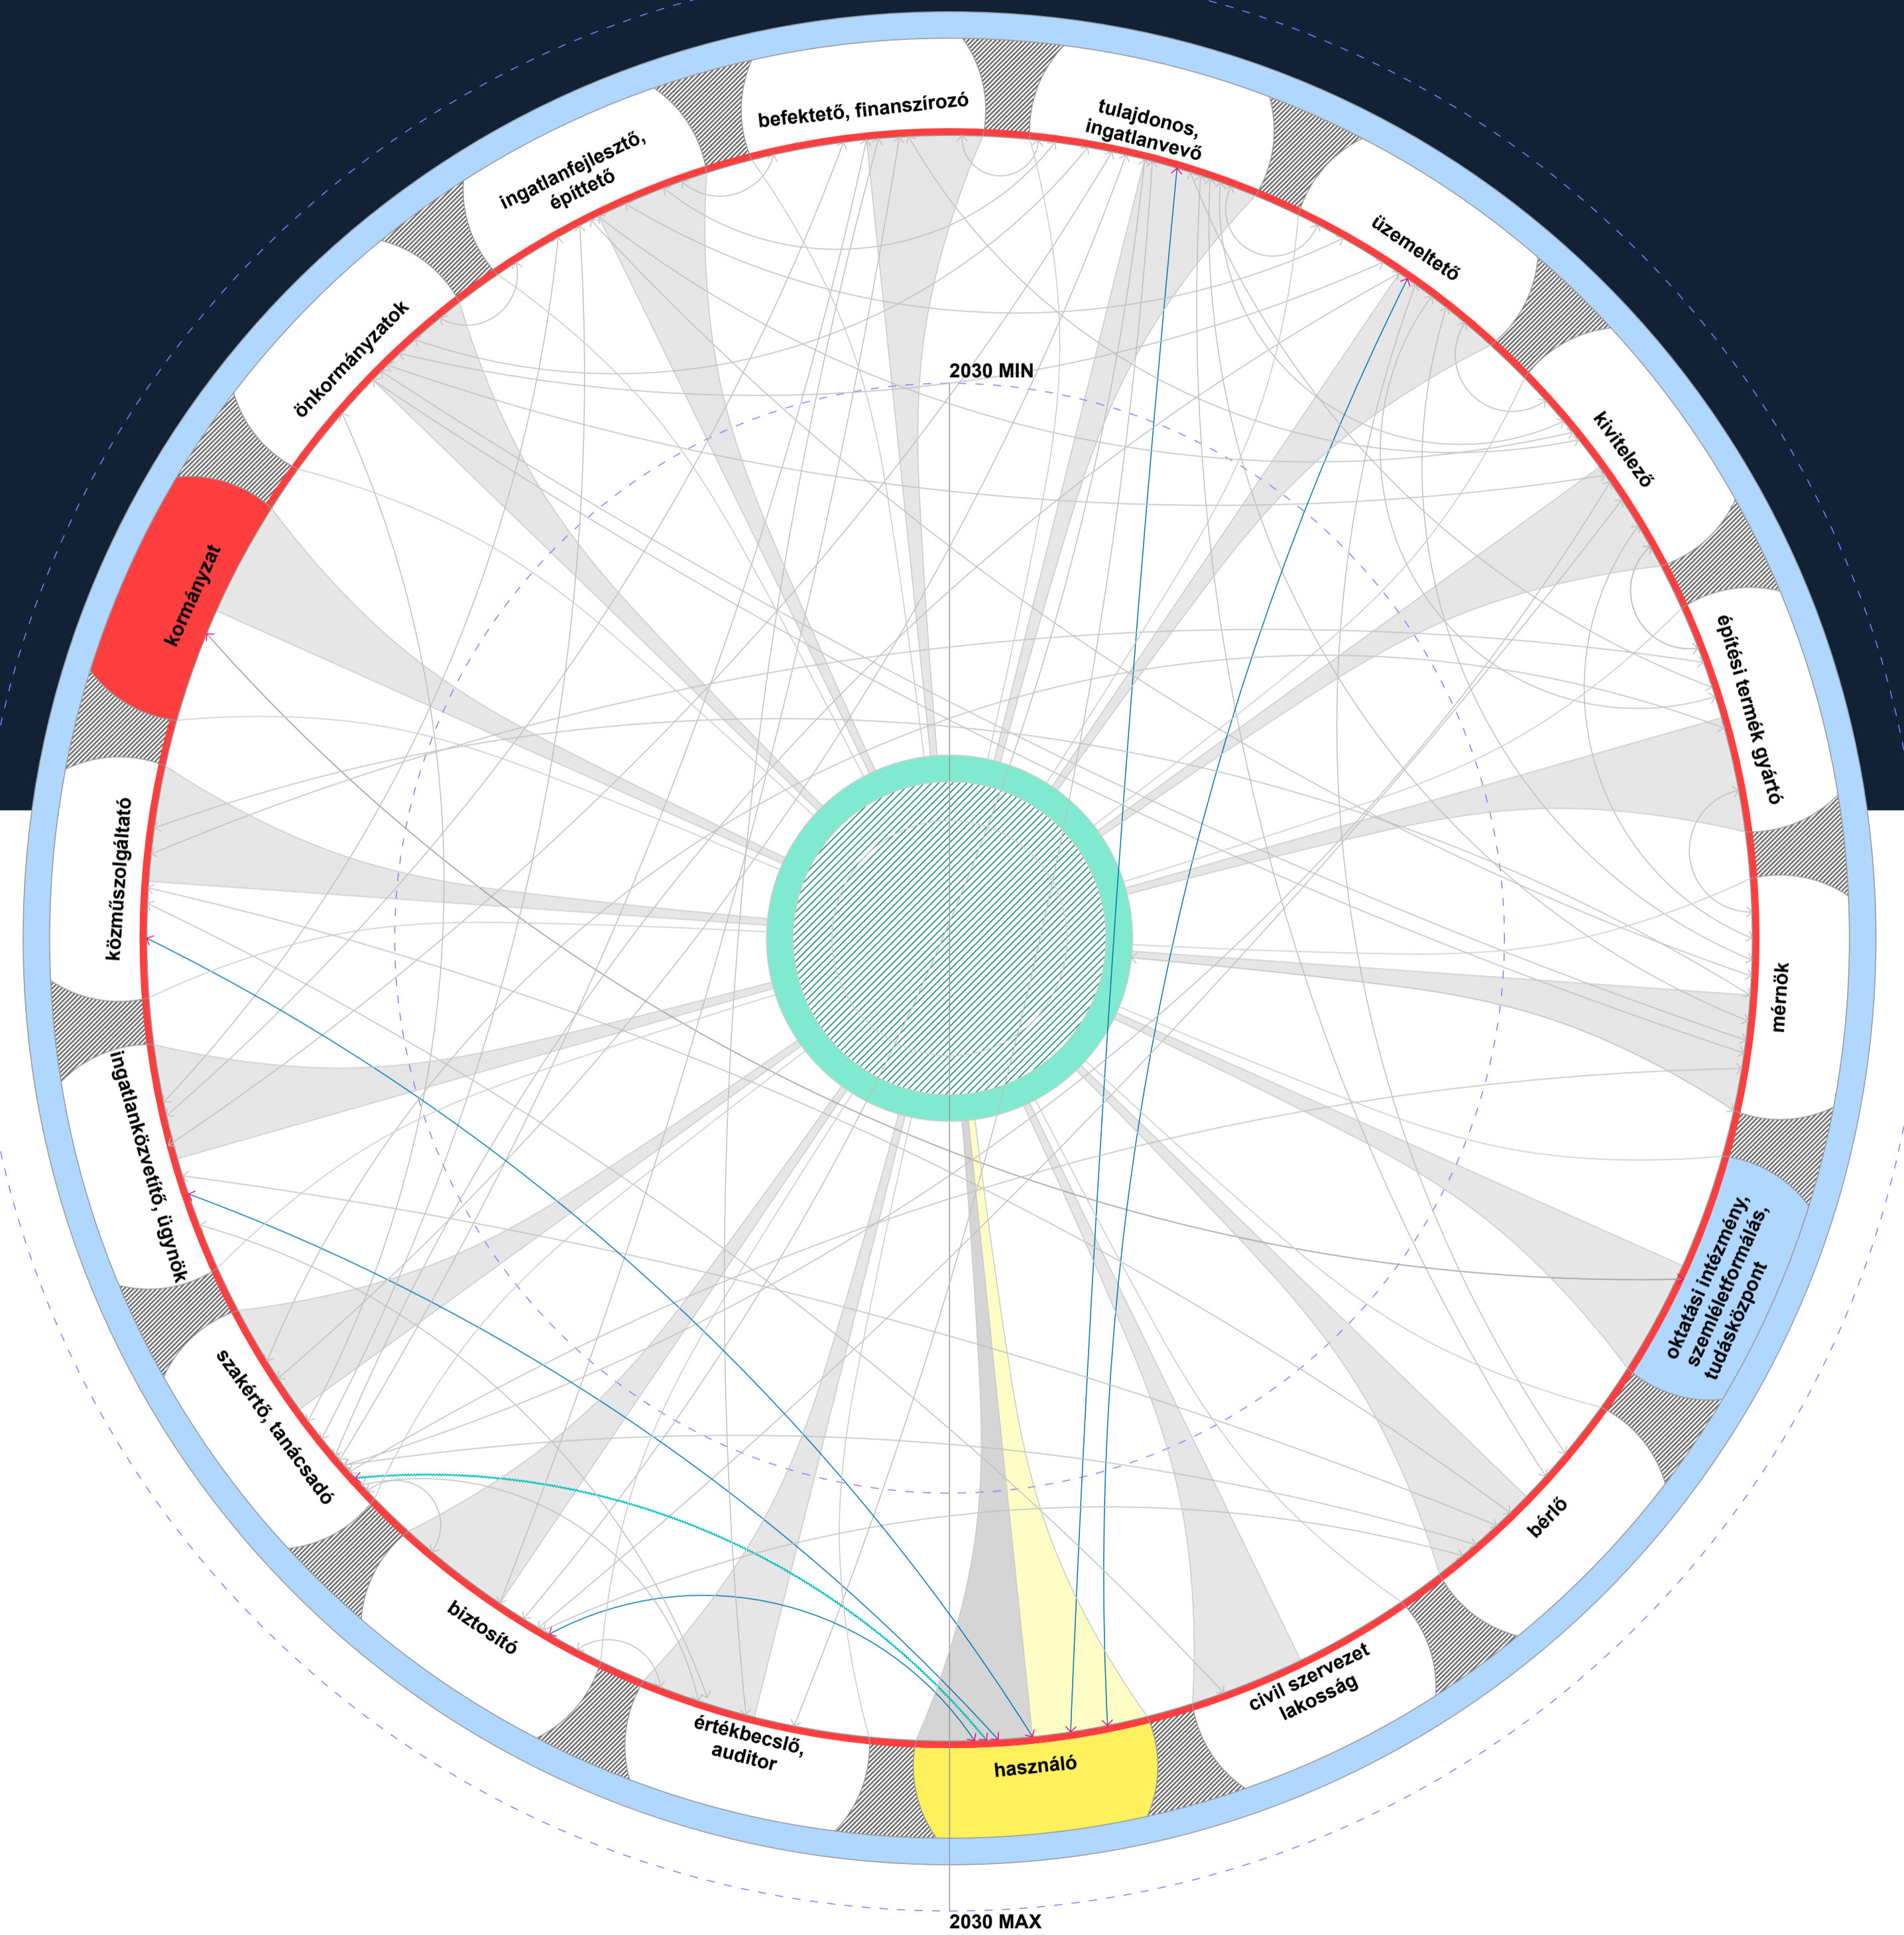 befektető, finanszírozó
tulajdonos,
ingatlanvevő
üzemeltető
kivitelező
építési termék gyártó
mérnök
oktatási intézmény,
szemléletformálás,
tudásközpont
bérlő
civil szervezet
lakosság
használó
értékbecslő,
auditor
biztosító
szakértő, tanácsadó
ingatlanközvetítő, ügynök
közműszolgáltató
kormányzat
önkormányzatok
ingatlanfejlesztő,
építtető
2030 MIN
2030 MAX